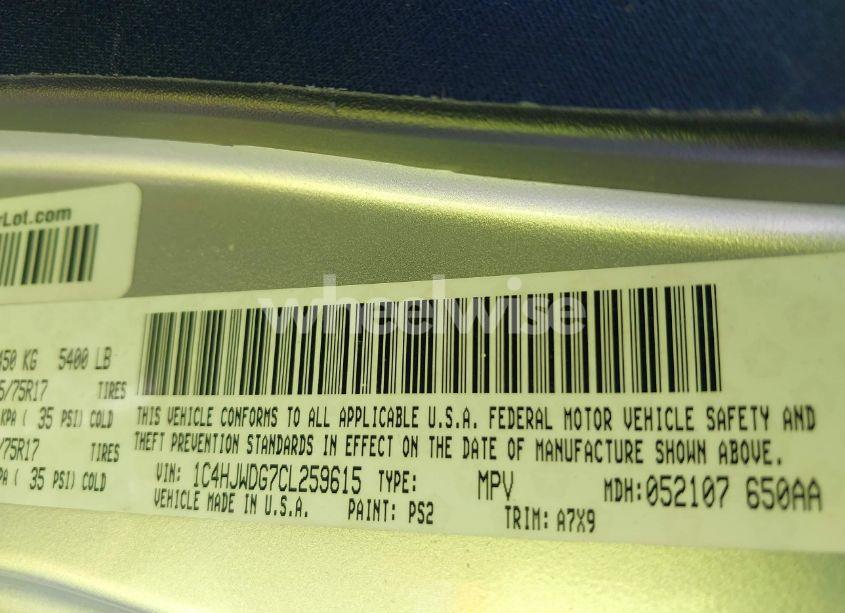 rLot.com
450 KG 5400 LB
5/75R17 TIRES
KPA ( 35 PSI) COLD
/75R17 TIRES
PA ( 35 PSI) COLD
THIS VEHICLE CONFORMS TO ALL APPLICABLE U.S.A. FEDERAL MOTOR VEHICLE SAFETY AND
THEFT PREVENTION STANDARDS IN EFFECT ON THE DATE OF MANUFACTURE SHOWN ABOVE.
VIN: 1C4HJWDG7CL259615 TYPE: MPV MDH:052107 650AA
VEHICLE MADE IN U.S.A. PAINT: PS2 TRIM: A7X9
wheelwise